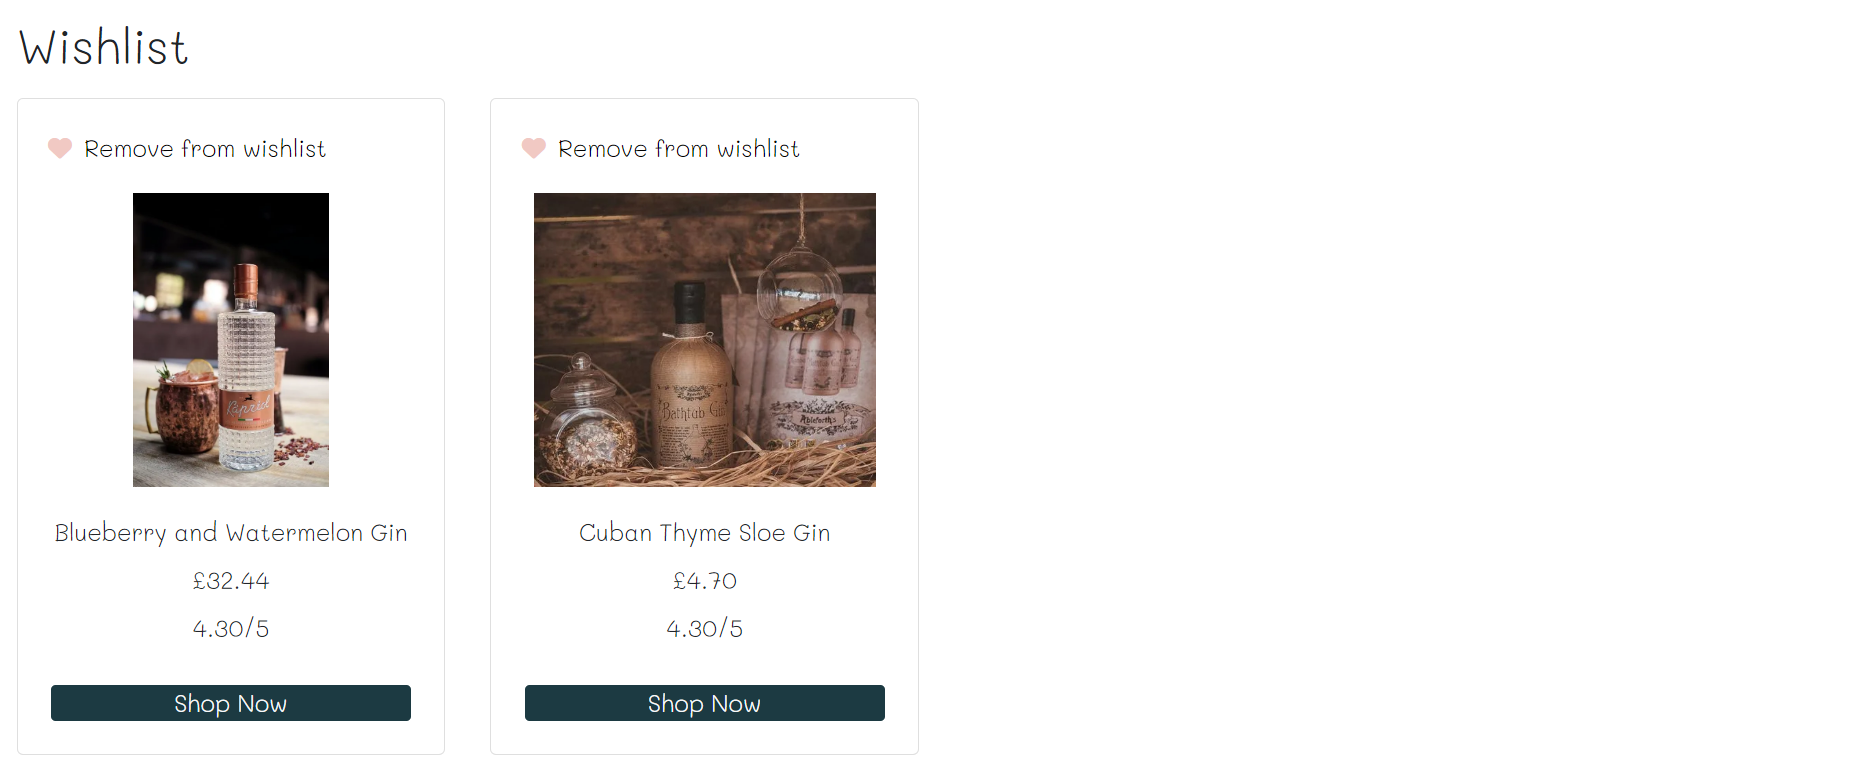 Wishlist
Remove from wishlist
Blueberry and Watermelon Gin
£32.44
4.30/5
Shop Now
Remove from wishlist
Bathtub Gin
Ableforth's
Cuban Thyme Sloe Gin
£4.70
4.30/5
Shop Now